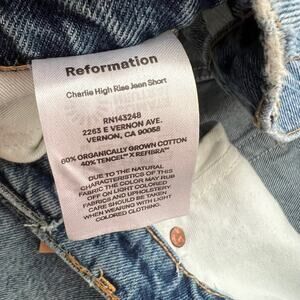 Reformation
Charlie High Rise Jean Short
RN143248
2263 E VERNON AVE.
VERNON, CA 90058
60% ORGANICALLY GROWN COTTON
40% TENCEL™ X REFIBRA™
DUE TO THE NATURAL
CHARACTERISTICS OF THIS
FABRIC THE COLOR MAY RUB
OFF ON LIGHT COLORED
FABRICS AND UPHOLSTERY.
CARE SHOULD BE TAKEN
WHEN WEARING WITH LIGHT
COLORED CLOTHING.